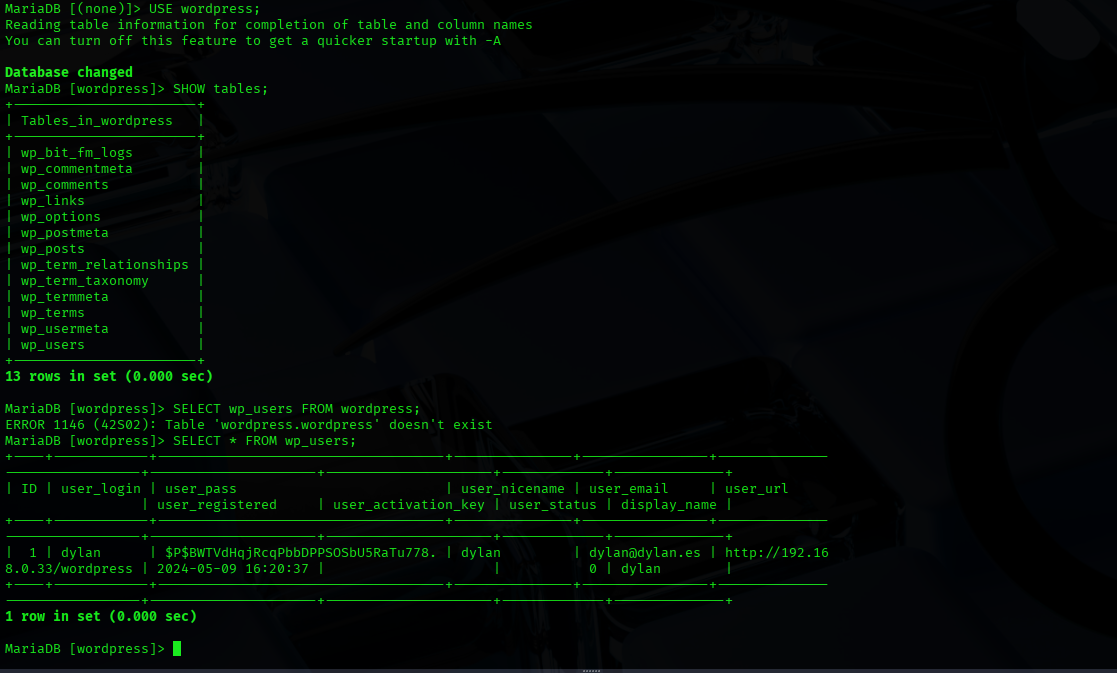 MariaDB [(none)]> USE wordpress;
Reading table information for completion of table and column names
You can turn off this feature to get a quicker startup with -A
Database changed
MariaDB [wordpress]> SHOW tables;
+-----------------------+
| Tables_in_wordpress   |
+-----------------------+
| wp_bit_fm_logs        |
| wp_commentmeta        |
| wp_comments           |
| wp_links              |
| wp_options            |
| wp_postmeta           |
| wp_posts              |
| wp_term_relationships |
| wp_term_taxonomy      |
| wp_termmeta           |
| wp_terms              |
| wp_usermeta           |
| wp_users              |
+-----------------------+
13 rows in set (0.000 sec)
MariaDB [wordpress]> SELECT wp_users FROM wordpress;
ERROR 1146 (42S02): Table 'wordpress.wordpress' doesn't exist
MariaDB [wordpress]> SELECT * FROM wp_users;
+----+------------+------------------------------------+---------------+----------------+--------------
-----------------+---------------------+---------------------+-------------+--------------+
| ID | user_login | user_pass                          | user_nicename | user_email     | user_url
                 | user_registered     | user_activation_key | user_status | display_name |
+----+------------+------------------------------------+---------------+----------------+--------------
-----------------+---------------------+---------------------+-------------+--------------+
|  1 | dylan      | $P$BWTVdHqjRcqPbbDPPSOSbU5RaTu778. | dylan         | dylan@dylan.es | http://192.16
8.0.33/wordpress | 2024-05-09 16:20:37 |                     |           0 | dylan        |
+----+------------+------------------------------------+---------------+----------------+--------------
-----------------+---------------------+---------------------+-------------+--------------+
1 row in set (0.000 sec)
MariaDB [wordpress]>